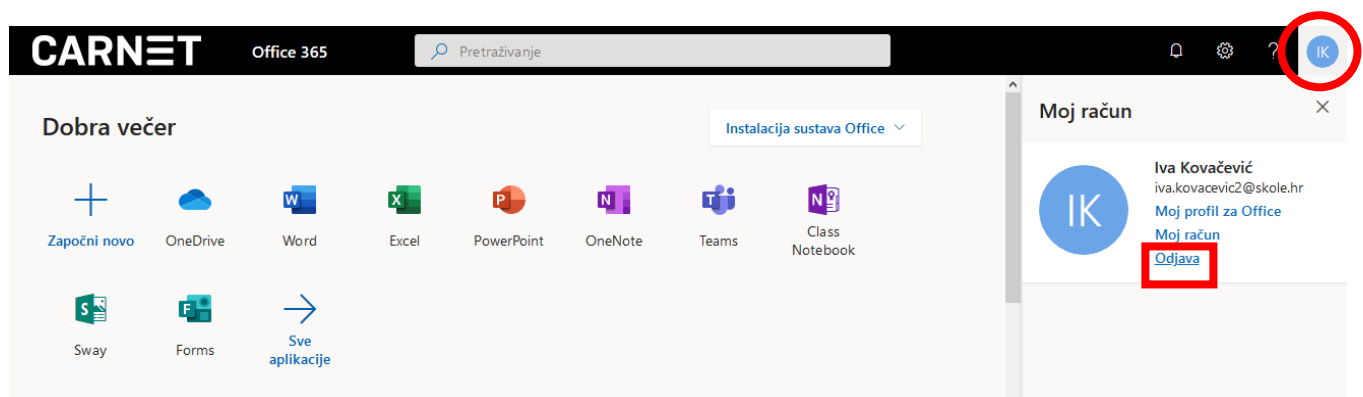 CARNET Office 365 Pretraživanje ? IK
Dobra večer
Instalacija sustava Office
Započni novo
OneDrive
Word
Excel
PowerPoint
OneNote
Teams
Class
Notebook
Sway
Forms
Sve
aplikacije
Moj račun
IK
Iva Kovačević
iva.kovacevic2@skole.hr
Moj profil za Office
Moj račun
Odjava